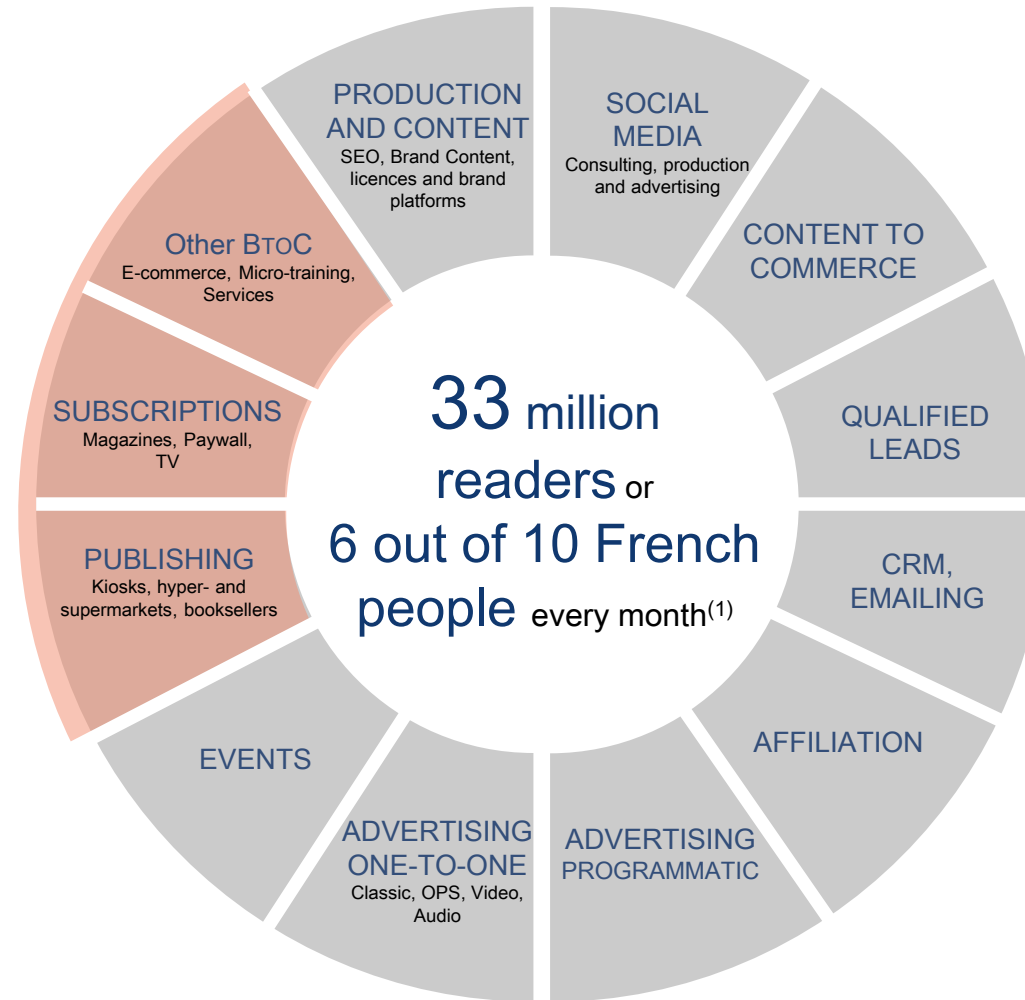 PRODUCTION
AND CONTENT
SEO, Brand Content,
licences and brand
platforms
SOCIAL
MEDIA
Consulting, production
and advertising
CONTENT TO
COMMERCE
QUALIFIED
LEADS
CRM,
EMAILING
AFFILIATION
ADVERTISING
PROGRAMMATIC
ADVERTISING
ONE-TO-ONE
Classic, OPS, Video,
Audio
EVENTS
PUBLISHING
Kiosks, hyper- and
supermarkets, booksellers
SUBSCRIPTIONS
Magazines, Paywall,
TV
Other BTOC
E-commerce, Micro-training,
Services
33 million
readers or
6 out of 10 French
people every month(1)